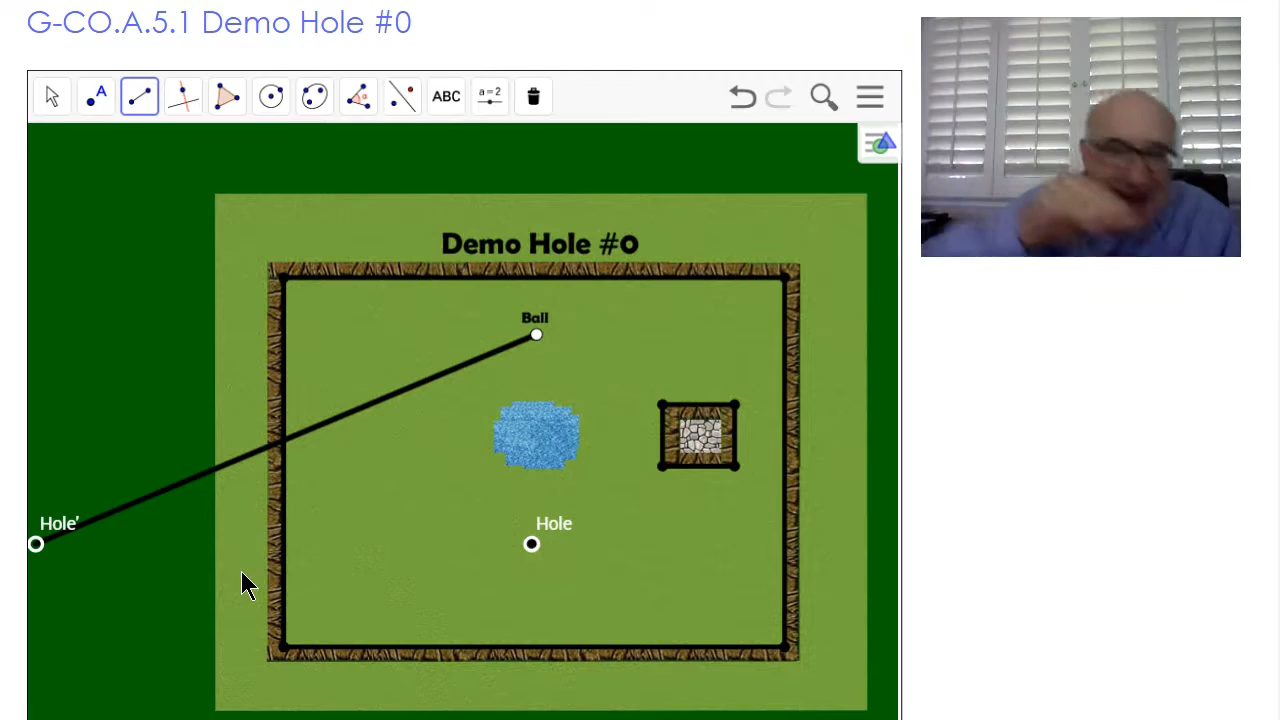 G-CO.A.5.1 Demo Hole #0
A
α
ABC
a=2
Demo Hole #0
Ball
Hole'
Hole